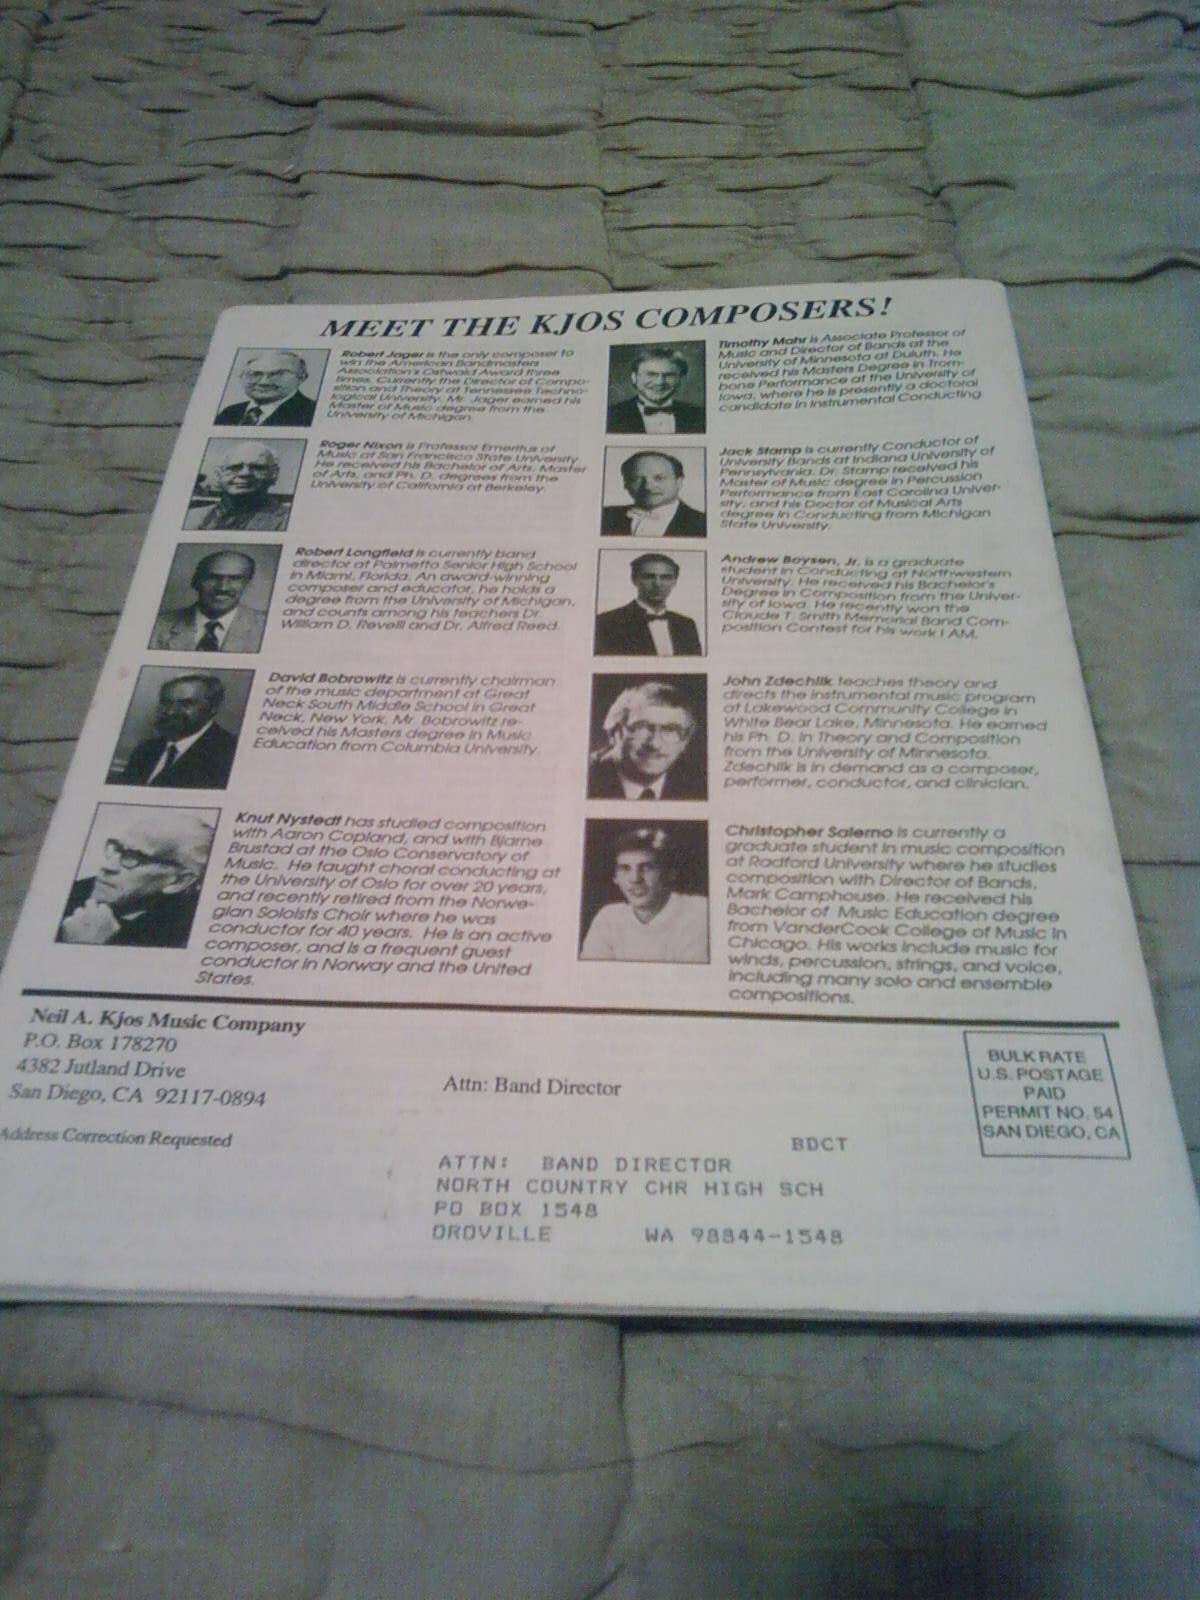 MEET THE KJOS COMPOSERS!
Robert Jager is the only composer to
win the American Bandmasters
Association's Ostwald Award three
times. Currently the Director of Compo-
sition and Theory at Tennessee Techno-
logical University, Mr. Jager earned his
Master of Music degree from the
University of Michigan.
Roger Nixon is Professor Emeritus of
Music at San Francisco State University.
He received his Bachelor of Arts, Master
of Arts, and Ph. D. degrees from the
University of California at Berkeley.
Robert Longfield is currently band
director at Palmetto Senior High School
in Miami, Florida. An award-winning
composer and educator, he holds a
degree from the University of Michigan,
and counts among his teachers Dr.
William D. Revelli and Dr. Alfred Reed.
David Bobrowitz is currently chairman
of the music department at Great
Neck South Middle School in Great
Neck, New York. Mr. Bobrowitz re-
ceived his Masters degree in Music
Education from Columbia University.
Knut Nystedt has studied composition
with Aaron Copland, and with Bjarne
Brustad at the Oslo Conservatory of
Music. He taught choral conducting at
the University of Oslo for over 20 years,
and recently retired from the Norwe-
gian Soloists Choir where he was
conductor for 40 years. He is an active
composer, and is a frequent guest
conductor in Norway and the United
States.
Timothy Mahr is Associate Professor of
Music and Director of Bands at the
University of Minnesota at Duluth. He
received his Masters Degree in Trom-
bone Performance at the University of
Iowa, where he is presently a doctoral
candidate in Instrumental Conducting.
Jack Stamp is currently Conductor of
University Bands at Indiana University of
Pennsylvania. Dr. Stamp received his
Master of Music degree in Percussion
Performance from East Carolina Univer-
sity, and his Doctor of Musical Arts
degree in Conducting from Michigan
State University.
Andrew Boysen, Jr. is a graduate
student in Conducting at Northwestern
University. He received his Bachelor's
Degree in Composition from the Univer-
sity of Iowa. He recently won the
Claude T. Smith Memorial Band Com-
position Contest for his work I AM.
John Zdechlik teaches theory and
directs the instrumental music program
at Lakewood Community College in
White Bear Lake, Minnesota. He earned
his Ph. D. in Theory and Composition
from the University of Minnesota.
Zdechlik is in demand as a composer,
performer, conductor, and clinician.
Christopher Salerno is currently a
graduate student in music composition
at Radford University where he studies
composition with Director of Bands,
Mark Camphouse. He received his
Bachelor of Music Education degree
from VanderCook College of Music in
Chicago. His works include music for
winds, percussion, strings, and voice,
including many solo and ensemble
compositions.
Neil A. Kjos Music Company
P.O. Box 178270
4382 Jutland Drive
San Diego, CA 92117-0894
Address Correction Requested
Attn: Band Director
BULK RATE
U.S. POSTAGE
PAID
PERMIT NO. 54
SAN DIEGO, CA
BDCT
ATTN: BAND DIRECTOR
NORTH COUNTRY CHR HIGH SCH
PO BOX 1548
OROVILLE WA 98844-1548